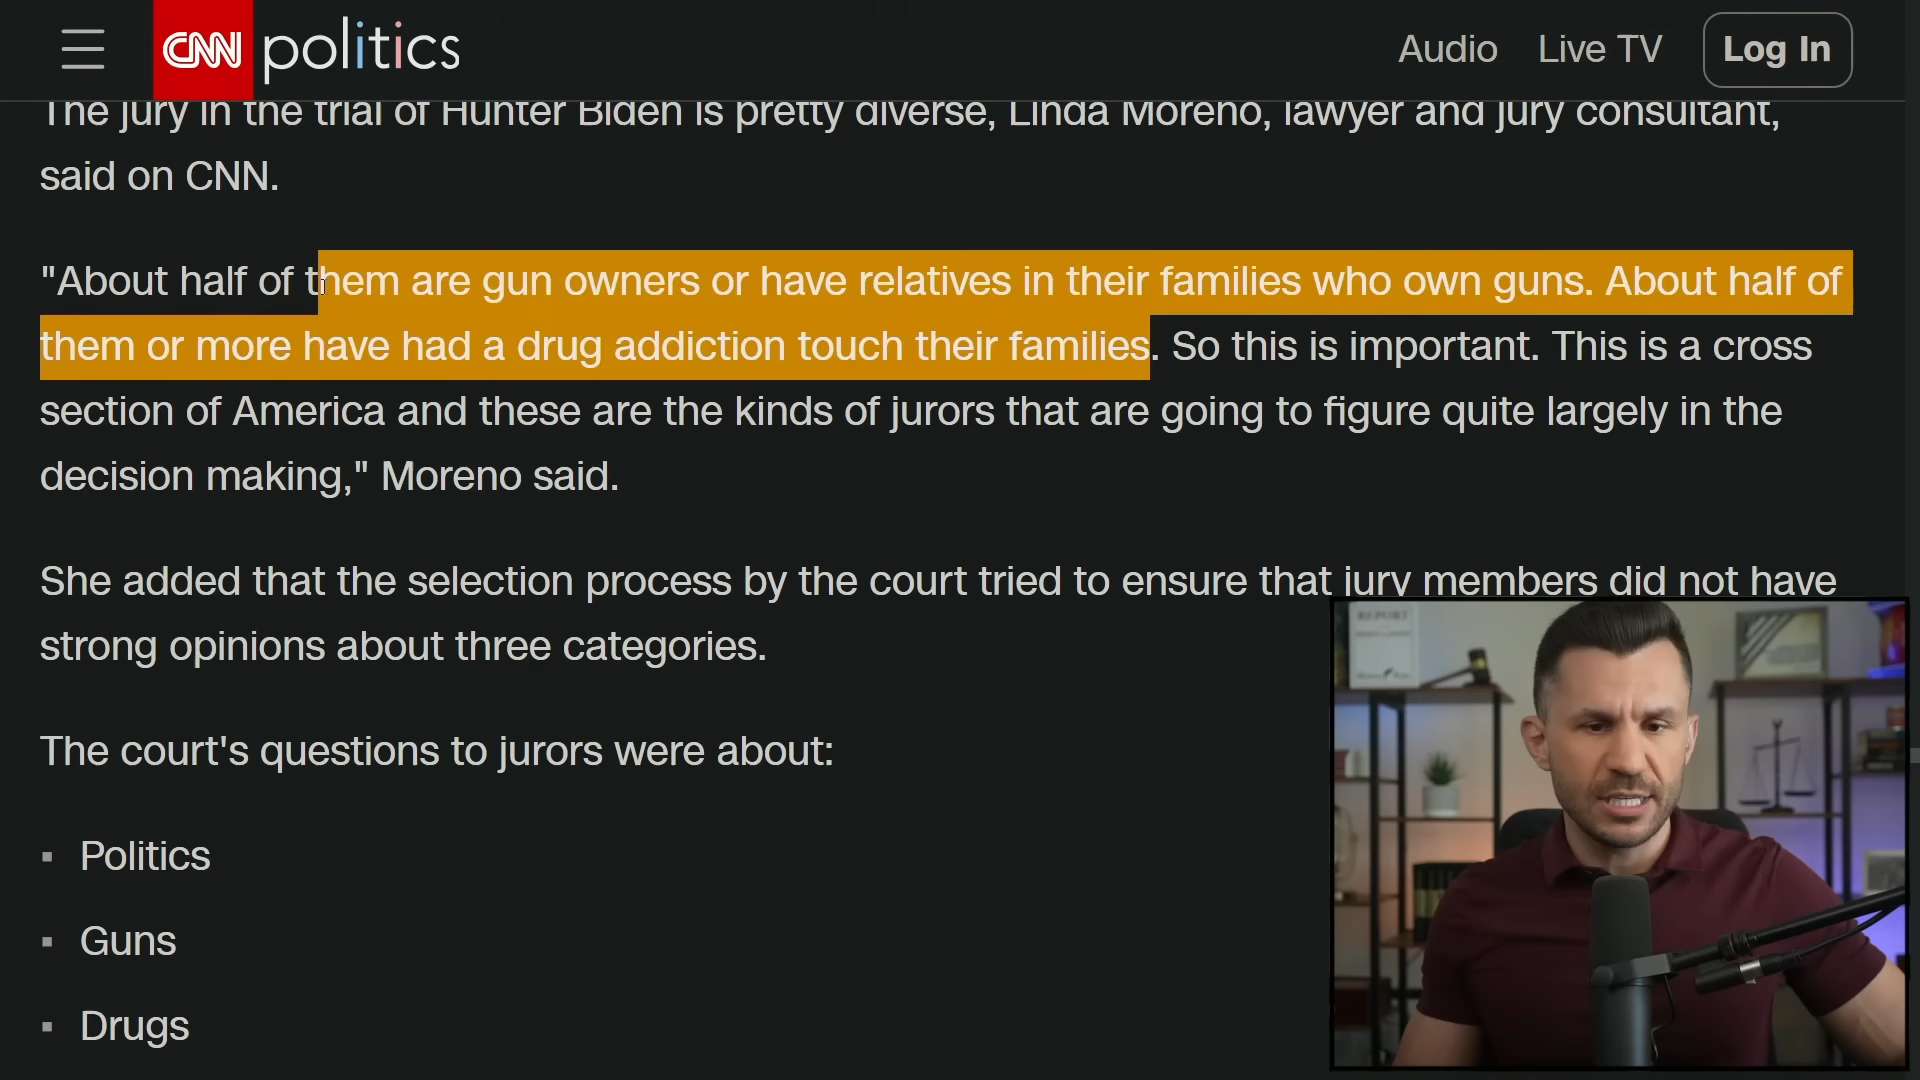 CNN politics
Audio Live TV Log In
The jury in the trial of Hunter Biden is pretty diverse, Linda Moreno, lawyer and jury consultant,
said on CNN.
"About half of them are gun owners or have relatives in their families who own guns. About half of
them or more have had a drug addiction touch their families. So this is important. This is a cross
section of America and these are the kinds of jurors that are going to figure quite largely in the
decision making," Moreno said.
She added that the selection process by the court tried to ensure that jury members did not have
strong opinions about three categories.
The court's questions to jurors were about:
▪ Politics
▪ Guns
▪ Drugs
REPORT